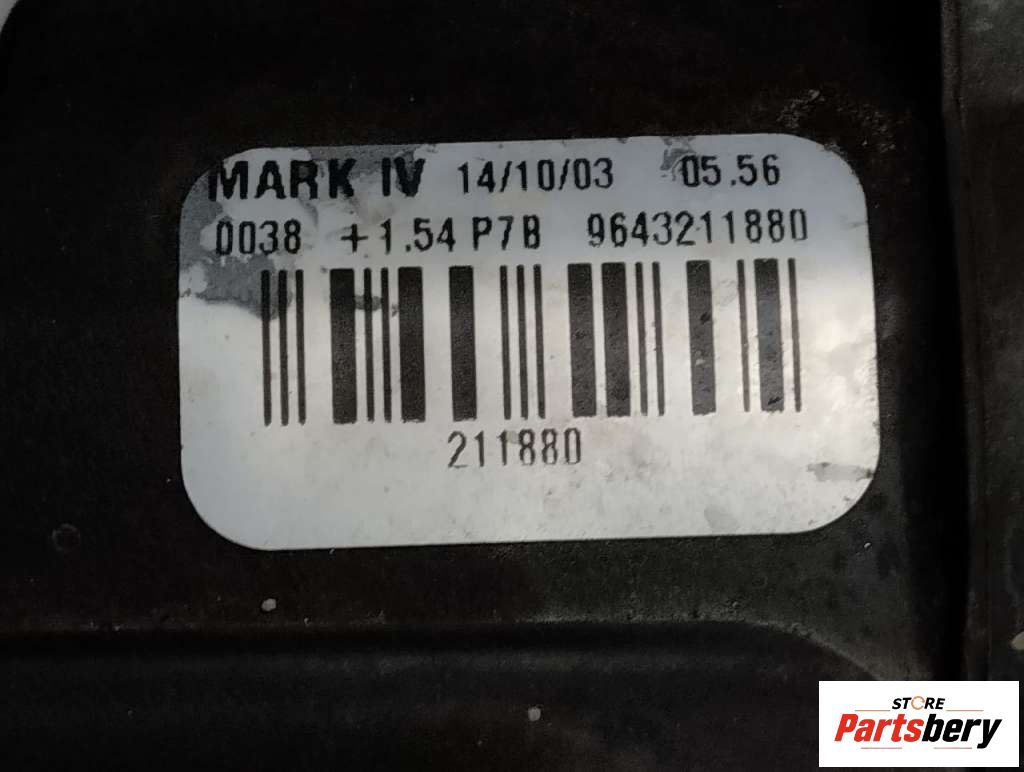 MARK IV 14/10/03 05.56
0038 +1.54 P7B 9643211880
211880
STORE
Partsbery